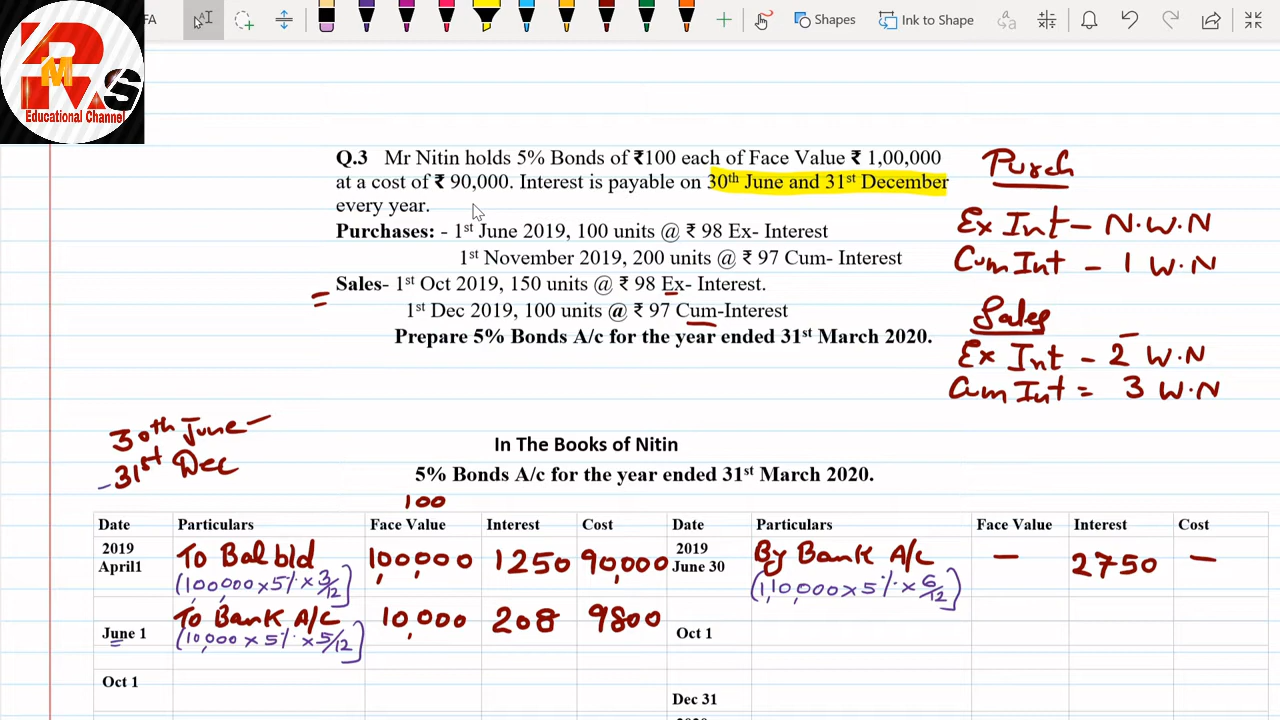 FA
Shapes
Ink to Shape
RMS
Educational Channel
Q.3 Mr Nitin holds 5% Bonds of ₹100 each of Face Value ₹ 1,00,000
at a cost of ₹ 90,000. Interest is payable on 30th June and 31st December
every year.
Purchases: - 1st June 2019, 100 units @ ₹ 98 Ex- Interest
1st November 2019, 200 units @ ₹ 97 Cum- Interest
Sales- 1st Oct 2019, 150 units @ ₹ 98 Ex- Interest.
1st Dec 2019, 100 units @ ₹ 97 Cum-Interest
Prepare 5% Bonds A/c for the year ended 31st March 2020.
Purch
Ex Int - N.W.N
Cum Int - 1 W.N
Sales
Ex Int - 2 W.N
Cum Int = 3 W.N
30th June -
- 31st Dec
In The Books of Nitin
5% Bonds A/c for the year ended 31st March 2020.
100
Date Particulars Face Value Interest Cost Date Particulars Face Value Interest Cost
2019 To Bal b/d 100,000 1250 90,000 2019 By Bank A/c - 2750 -
April1 (100,000 x 5% x 3/12) June 30 (1,10,000 x 5% x 6/12)
To Bank A/c 10,000 208 9800
June 1 (10,000 x 5% x 5/12) Oct 1
Oct 1
Dec 31
2020